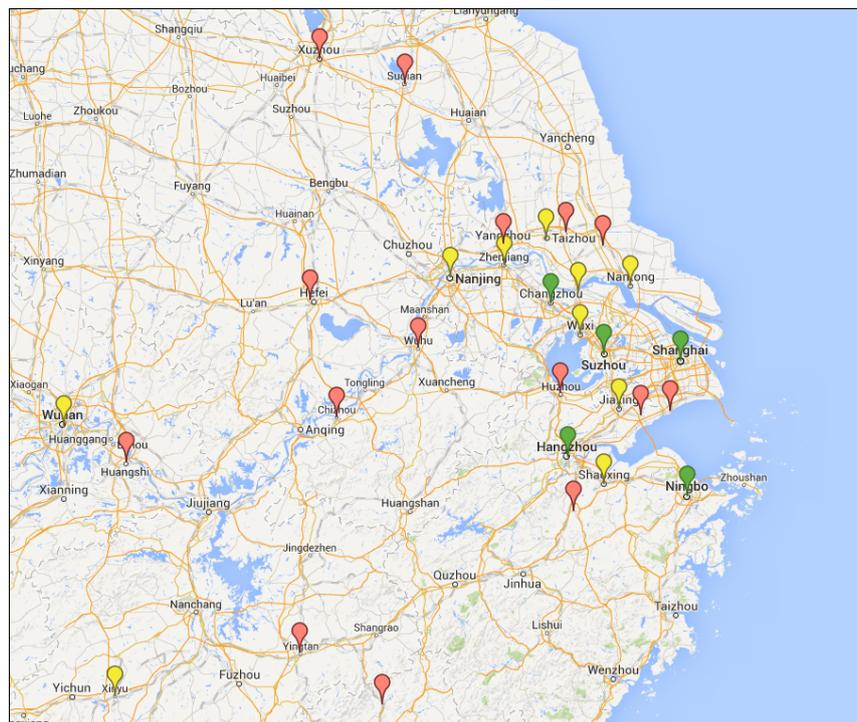 Lianyungang
Shangqiu
Xuzhou
uchang
Suqian
Huaibei
Bozhou
Suzhou
Zhoukou
Huaian
Luohe
Yancheng
Zhumadian
Fuyang
Bengbu
Huainan
Yangzhou
Taizhou
Chuzhou
Zhenjiang
Xinyang
Nanjing
Nantong
Changzhou
Hefei
Lu'an
Maanshan
Wuxi
Wuhu
Shanghai
Suzhou
Xiaogan
Tongling
Xuancheng
Huzhou
Jiaxing
Chizhou
Wuhan
Anqing
Huanggang
Ezhou
Hangzhou
Huangshi
Shaoxing
Zhoushan
Ningbo
Xianning
Jiujiang
Huangshan
Jingdezhen
Quzhou
Jinhua
Nanchang
Taizhou
Shangrao
Lishui
Yingtan
Fuzhou
Wenzhou
Yichun
Xinyu